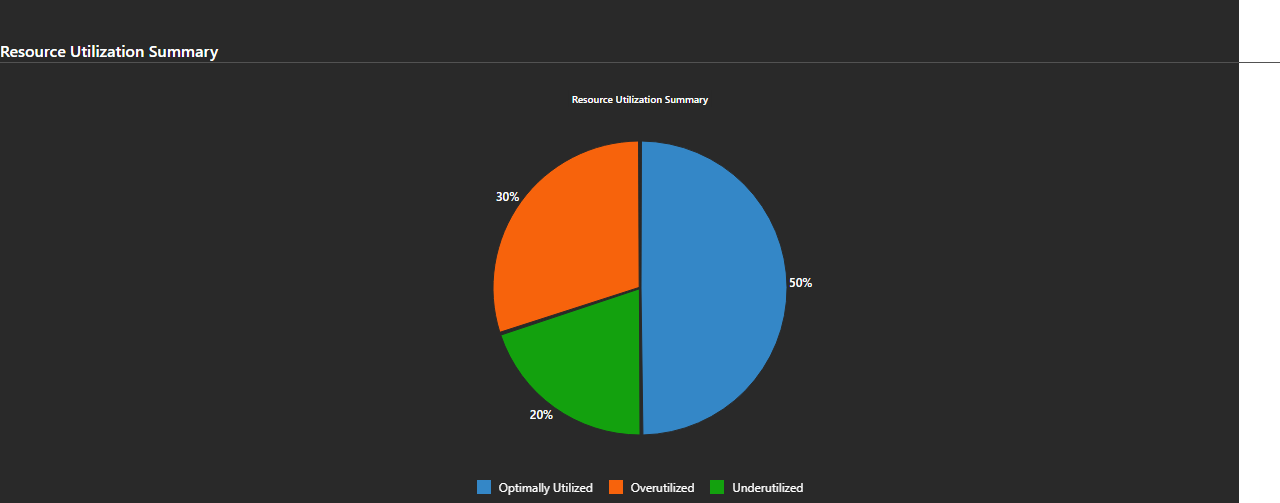 Resource Utilization Summary
Resource Utilization Summary
30%
50%
20%
Optimally Utilized Overutilized Underutilized